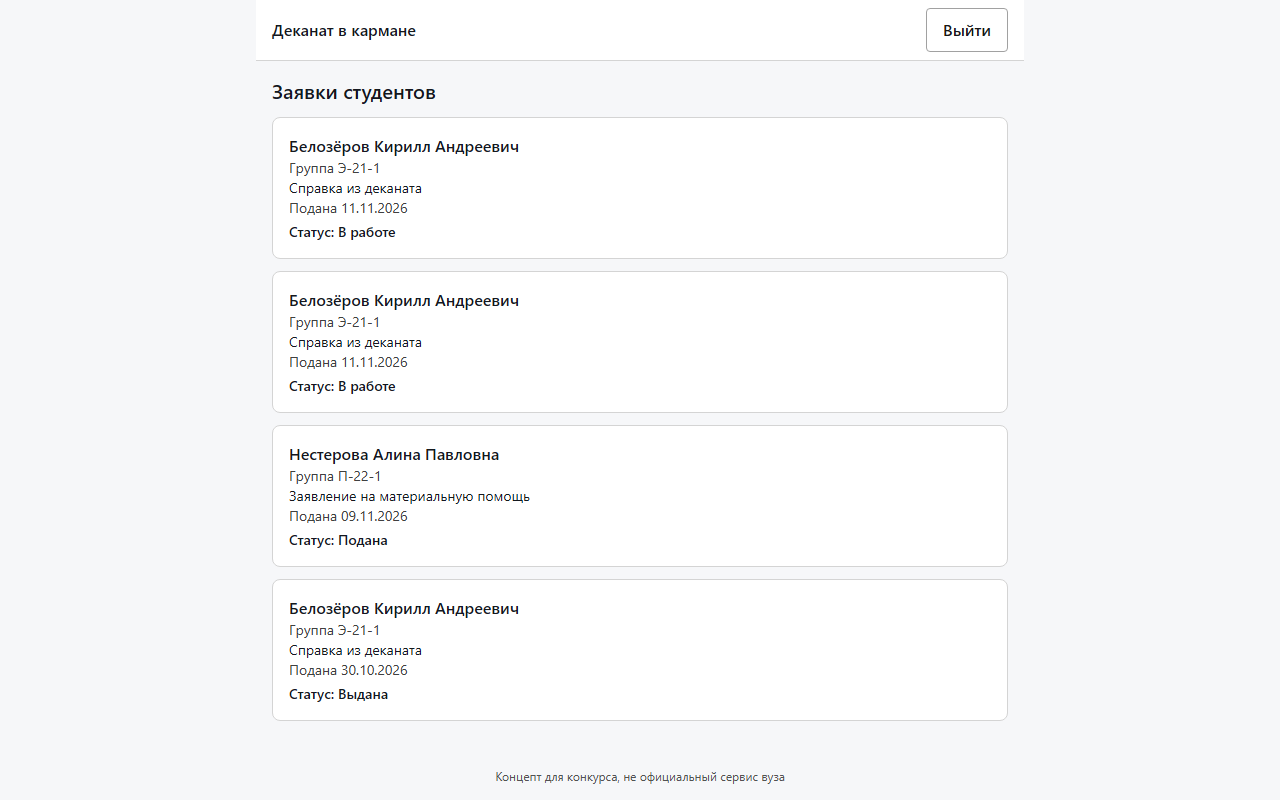 Деканат в кармане
Выйти
Заявки студентов
Белозёров Кирилл Андреевич
Группа Э-21-1
Справка из деканата
Подана 11.11.2026
Статус: В работе
Белозёров Кирилл Андреевич
Группа Э-21-1
Справка из деканата
Подана 11.11.2026
Статус: В работе
Нестерова Алина Павловна
Группа П-22-1
Заявление на материальную помощь
Подана 09.11.2026
Статус: Подана
Белозёров Кирилл Андреевич
Группа Э-21-1
Справка из деканата
Подана 30.10.2026
Статус: Выдана
Концепт для конкурса, не официальный сервис вуза